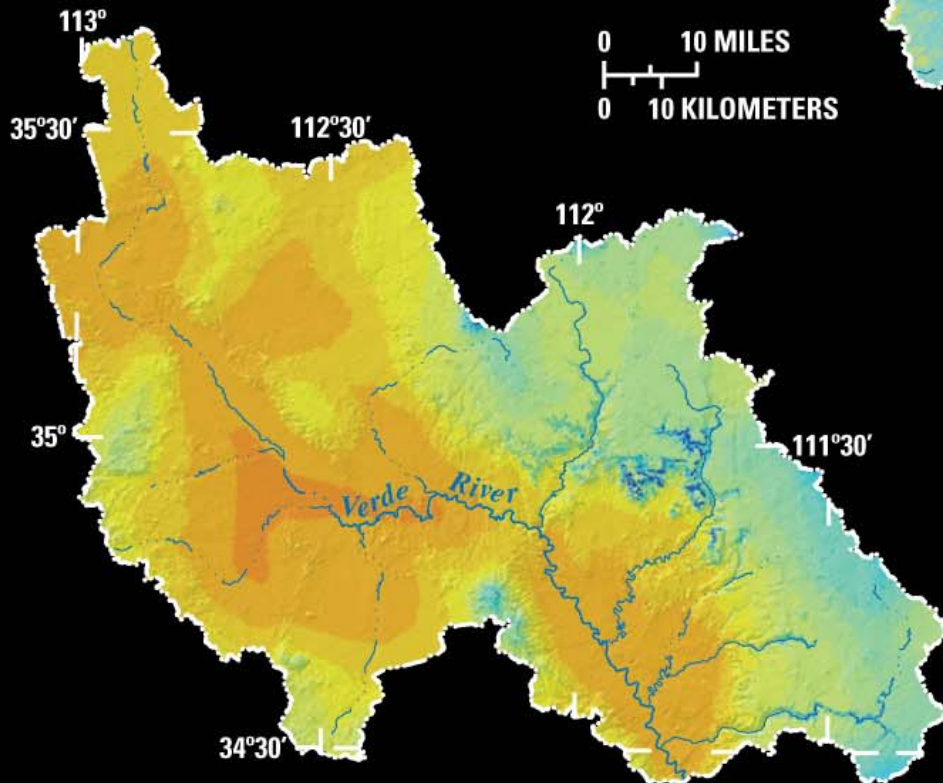 113º
0 10 MILES
0 10 KILOMETERS
35º30′
112º30′
112º
35º
111º30′
Verde River
34º30′